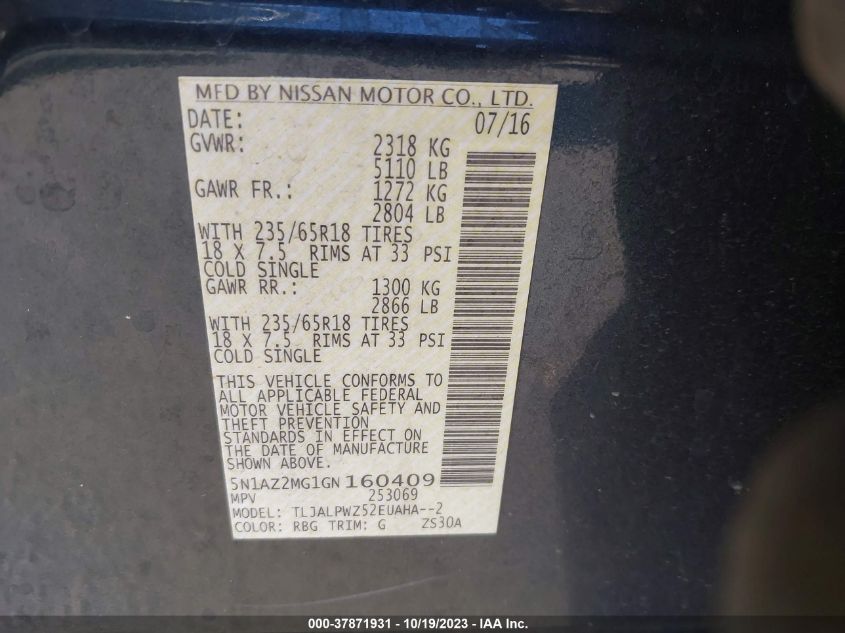 MFD BY NISSAN MOTOR CO., LTD.
DATE: 07/16
GVWR: 2318 KG
5110 LB
GAWR FR.: 1272 KG
2804 LB
WITH 235/65R18 TIRES
18 X 7.5 RIMS AT 33 PSI
COLD SINGLE
GAWR RR.: 1300 KG
2866 LB
WITH 235/65R18 TIRES
18 X 7.5 RIMS AT 33 PSI
COLD SINGLE
THIS VEHICLE CONFORMS TO
ALL APPLICABLE FEDERAL
MOTOR VEHICLE SAFETY AND
THEFT PREVENTION
STANDARDS IN EFFECT ON
THE DATE OF MANUFACTURE
SHOWN ABOVE.
5N1AZ2MG1GN160409
MPV 253069
MODEL: TLJALPWZ52EUAHA--2
COLOR: RBG TRIM: G ZS30A
000-37871931 - 10/19/2023 - IAA Inc.